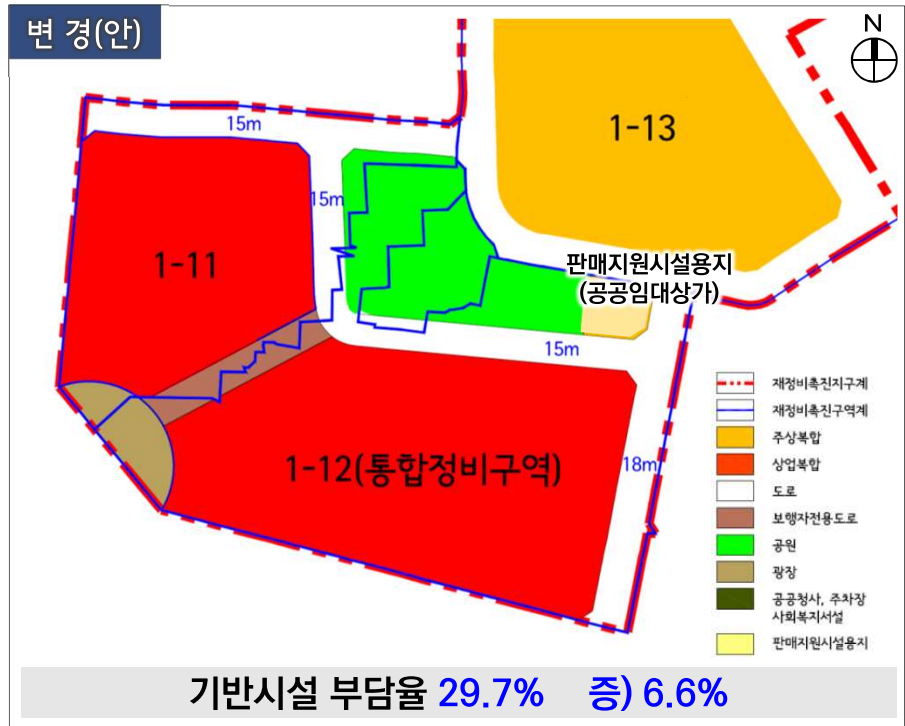 변 경(안)
N
15m
1-13
15m
1-11
판매지원시설용지
(공공임대상가)
15m
1-12(통합정비구역)
18m
재정비촉진지구계
재정비촉진구역계
주상복합
상업복합
도로
보행자전용도로
공원
광장
공공청사, 주차장
사회복지서설
판매지원시설용지
기반시설 부담율 29.7% 증) 6.6%